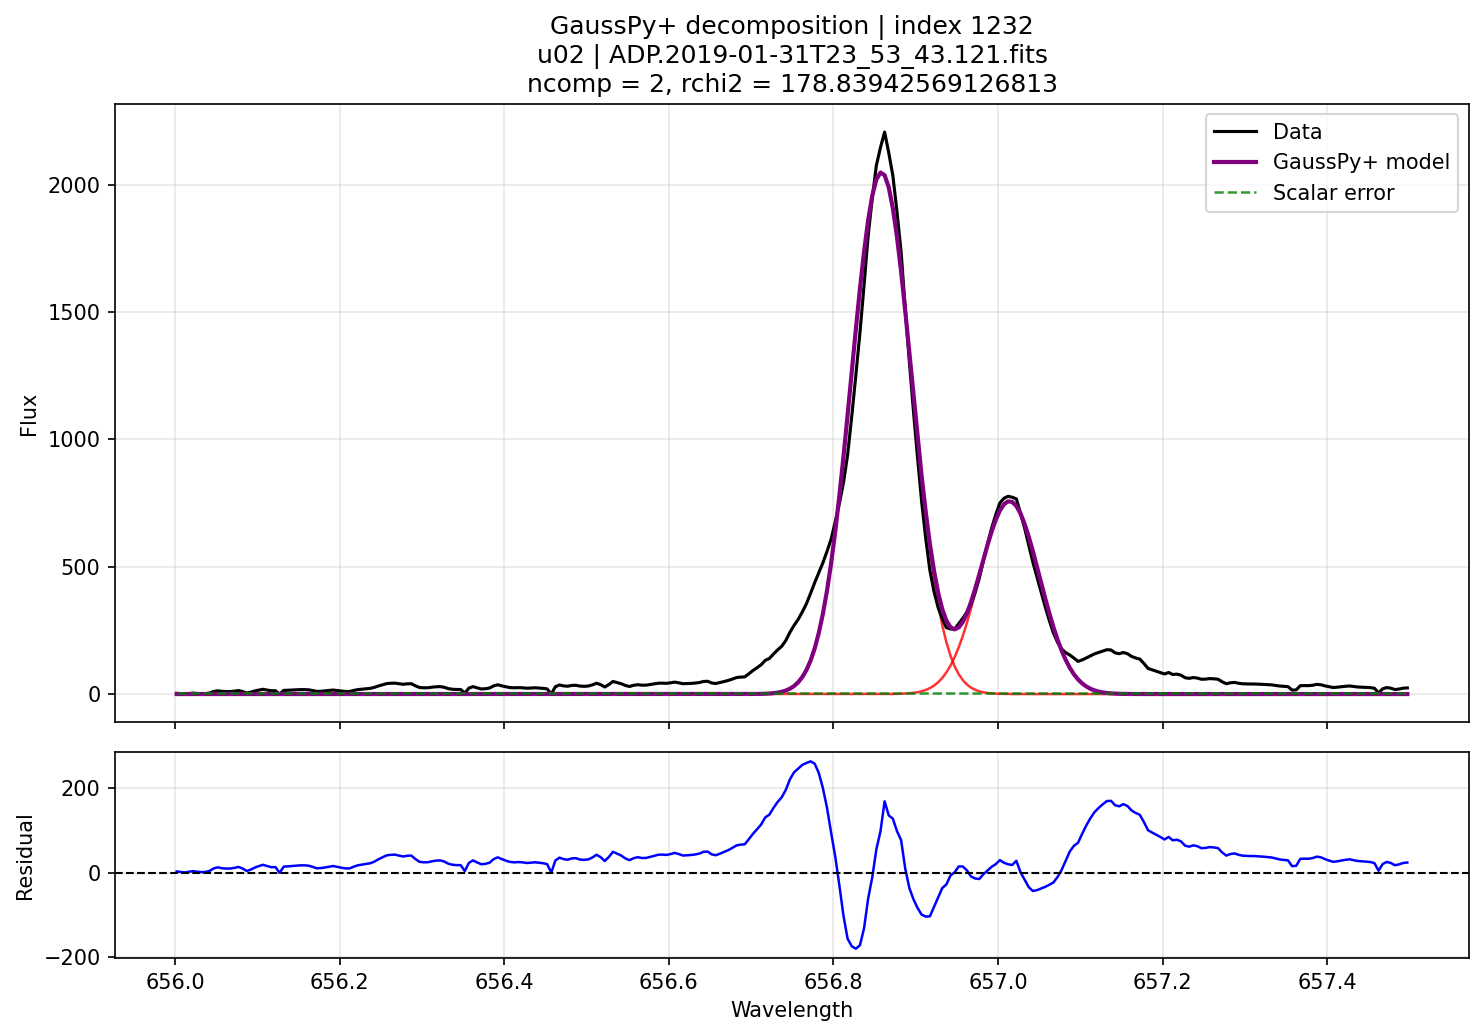 GaussPy+ decomposition | index 1232
u02 | ADP.2019-01-31T23_53_43.121.fits
ncomp = 2, rchi2 = 178.83942569126813
Data
GaussPy+ model
Scalar error
Flux
2000
1500
1000
500
0
Residual
200
0
−200
656.0 656.2 656.4 656.6 656.8 657.0 657.2 657.4
Wavelength